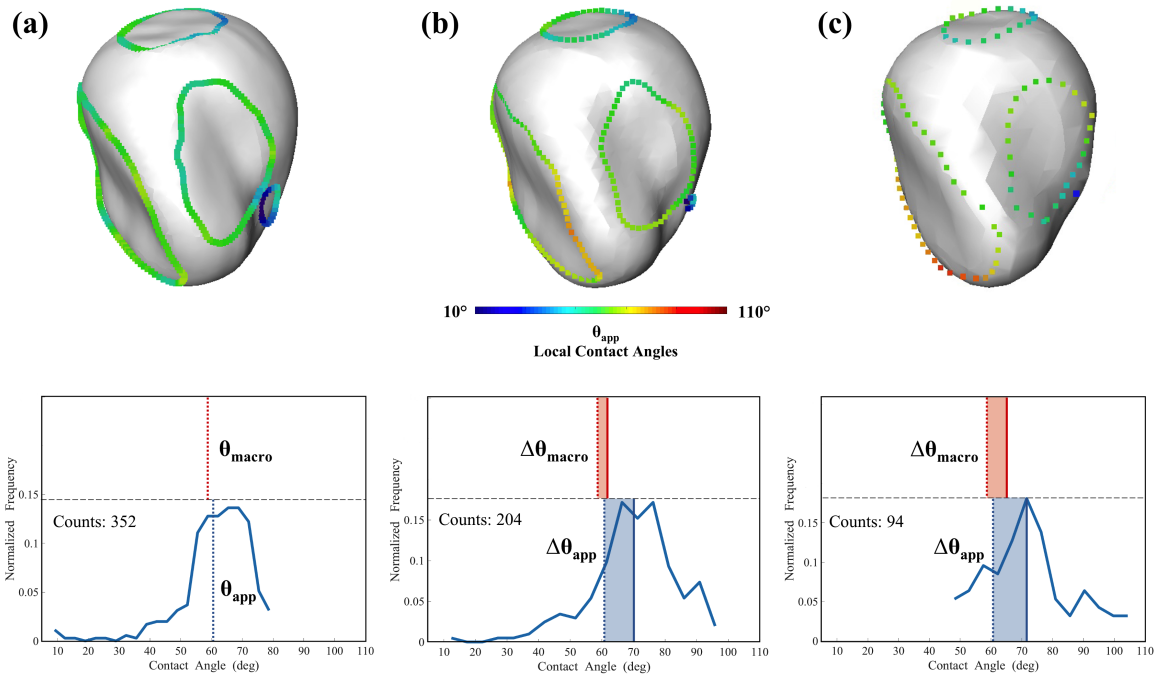 (a)
(b)
(c)
10°
110°
θapp
Local Contact Angles
Normalized Frequency
0.15
0.1
0.05
0
θmacro
Counts: 352
θapp
10 20 30 40 50 60 70 80 90 100 110
Contact Angle (deg)
Normalized Frequency
0.15
0.1
0.05
0
Δθmacro
Counts: 204
Δθapp
10 20 30 40 50 60 70 80 90 100 110
Contact Angle (deg)
Normalized Frequency
0.15
0.1
0.05
0
Δθmacro
Counts: 94
Δθapp
10 20 30 40 50 60 70 80 90 100 110
Contact Angle (deg)